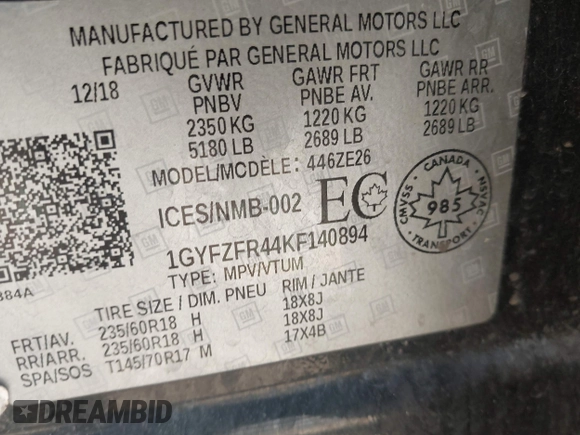 MANUFACTURED BY GENERAL MOTORS LLC
FABRIQUÉ PAR GENERAL MOTORS LLC
12/18 GVWR GAWR FRT GAWR RR
PNBV PNBE AV. PNBE ARR.
2350 KG 1220 KG 1220 KG
5180 LB 2689 LB 2689 LB
MODEL/MCDÈLE: 446ZE26
ICES/NMB-002 EC
CANADA
CMVSS 985 NSVAC
TRANSPORT
1GYFZFR44KF140894
TYPE: MPV/VTUM
884A
TIRE SIZE / DIM. PNEU RIM / JANTE
FRT/AV. 235/60R18 H 18X8J
RR/ARR. 235/60R18 H 18X8J
SPA/SOS T145/70R17 M 17X4B
DREAMBID